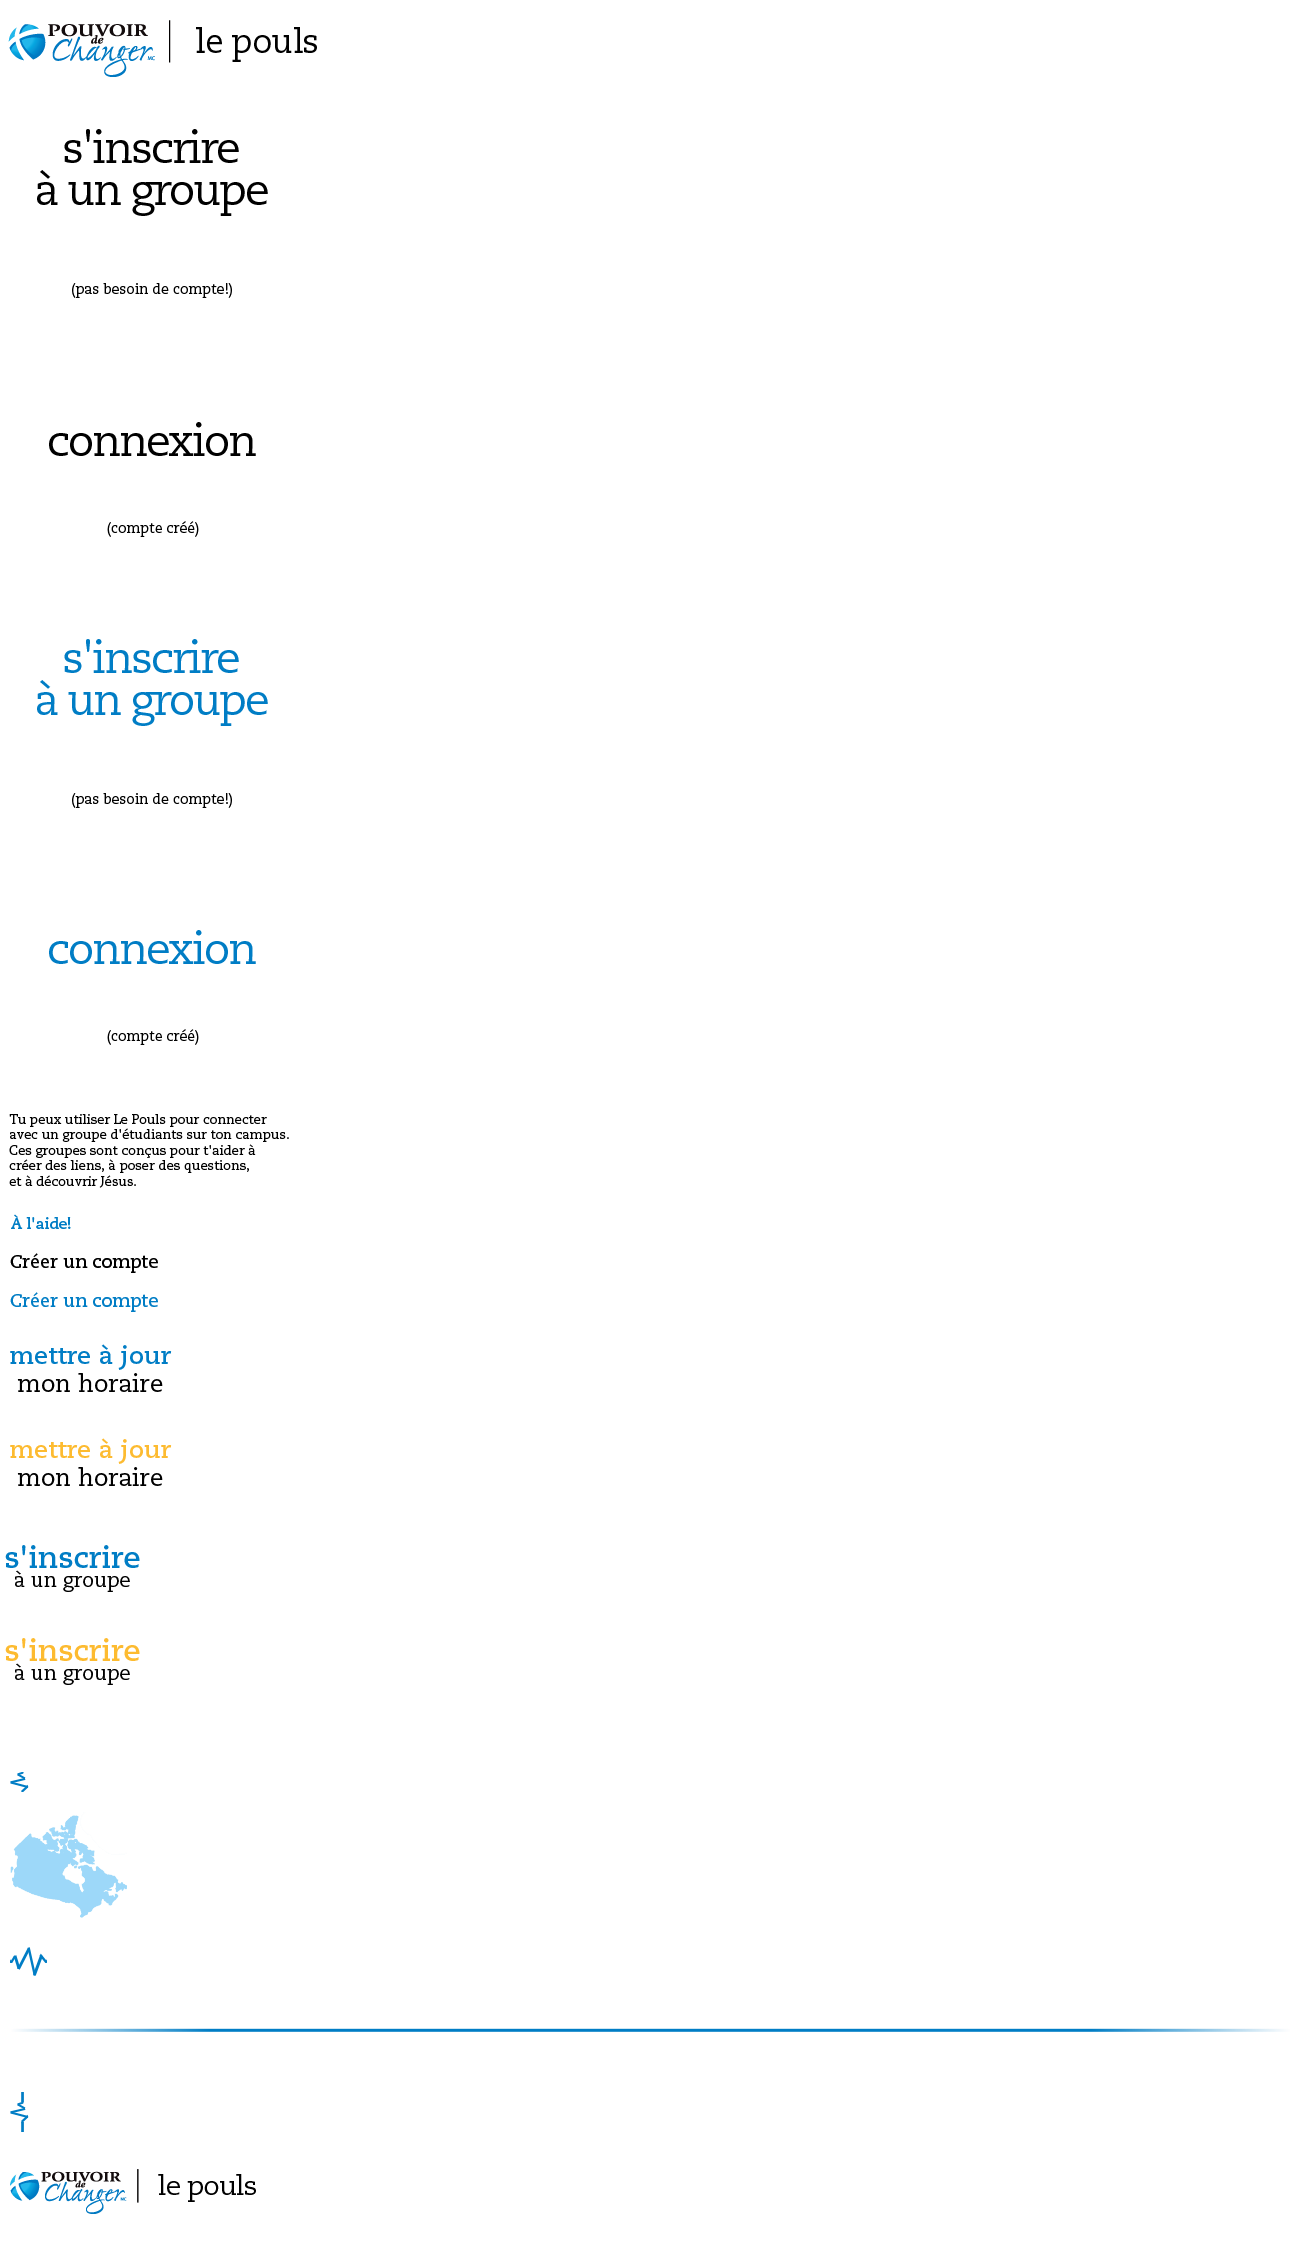 POUVOIR
de
Changer MC
le pouls
s'inscrire
à un groupe
(pas besoin de compte!)
connexion
(compte créé)
s'inscrire
à un groupe
(pas besoin de compte!)
connexion
(compte créé)
Tu peux utiliser Le Pouls pour connecter
avec un groupe d'étudiants sur ton campus.
Ces groupes sont conçus pour t'aider à
créer des liens, à poser des questions,
et à découvrir Jésus.
À l'aide!
Créer un compte
Créer un compte
mettre à jour
mon horaire
mettre à jour
mon horaire
s'inscrire
à un groupe
s'inscrire
à un groupe
POUVOIR
de
Changer MC
le pouls